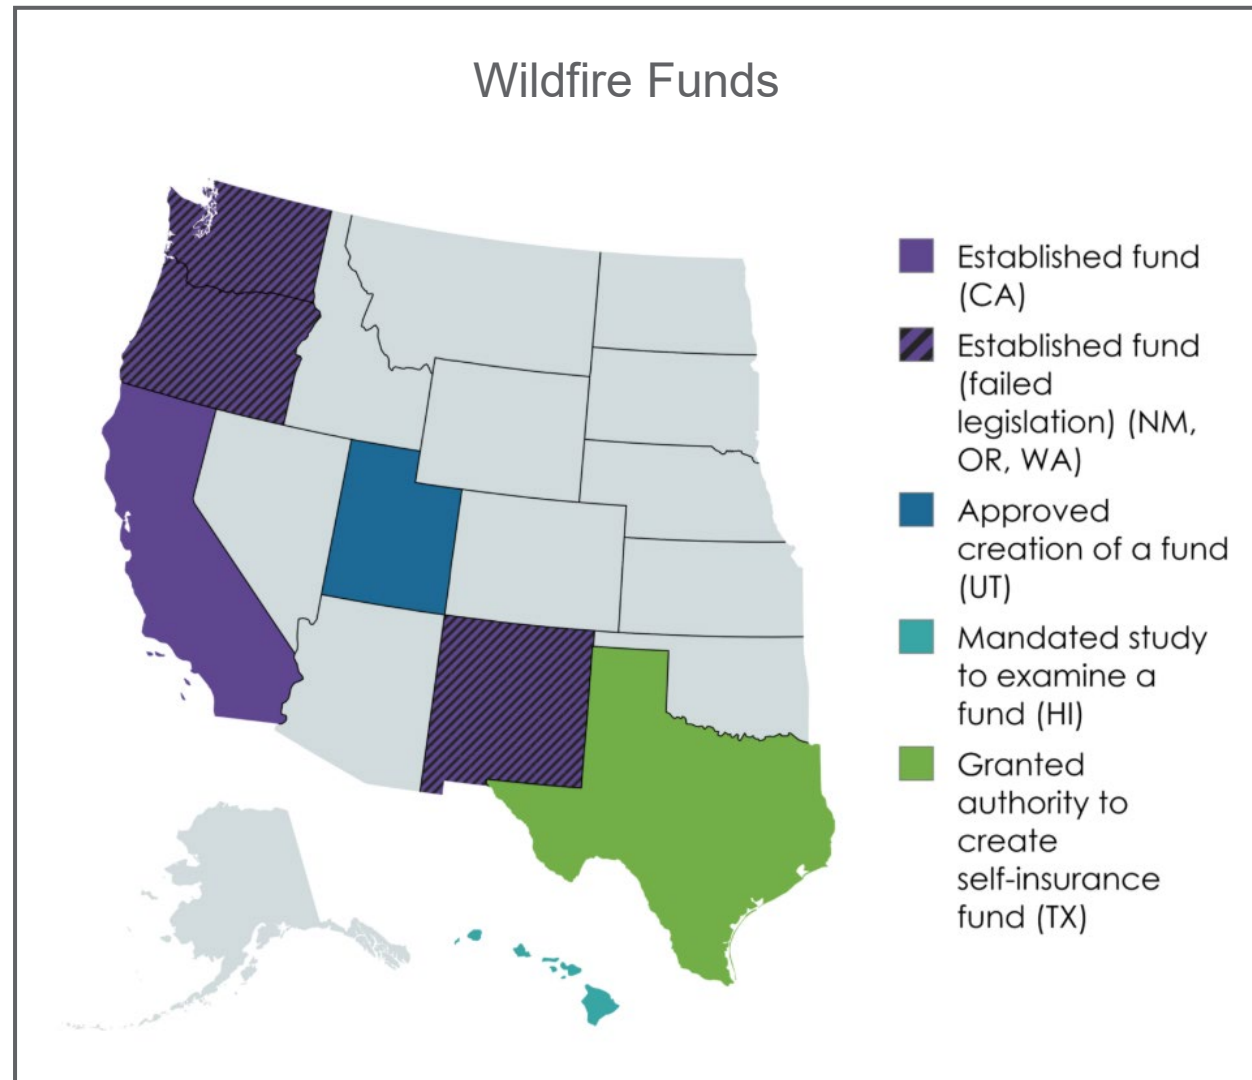 Wildfire Funds
Established fund
(CA)
Established fund
(failed
legislation) (NM,
OR, WA)
Approved
creation of a fund
(UT)
Mandated study
to examine a
fund (HI)
Granted
authority to
create
self-insurance
fund (TX)